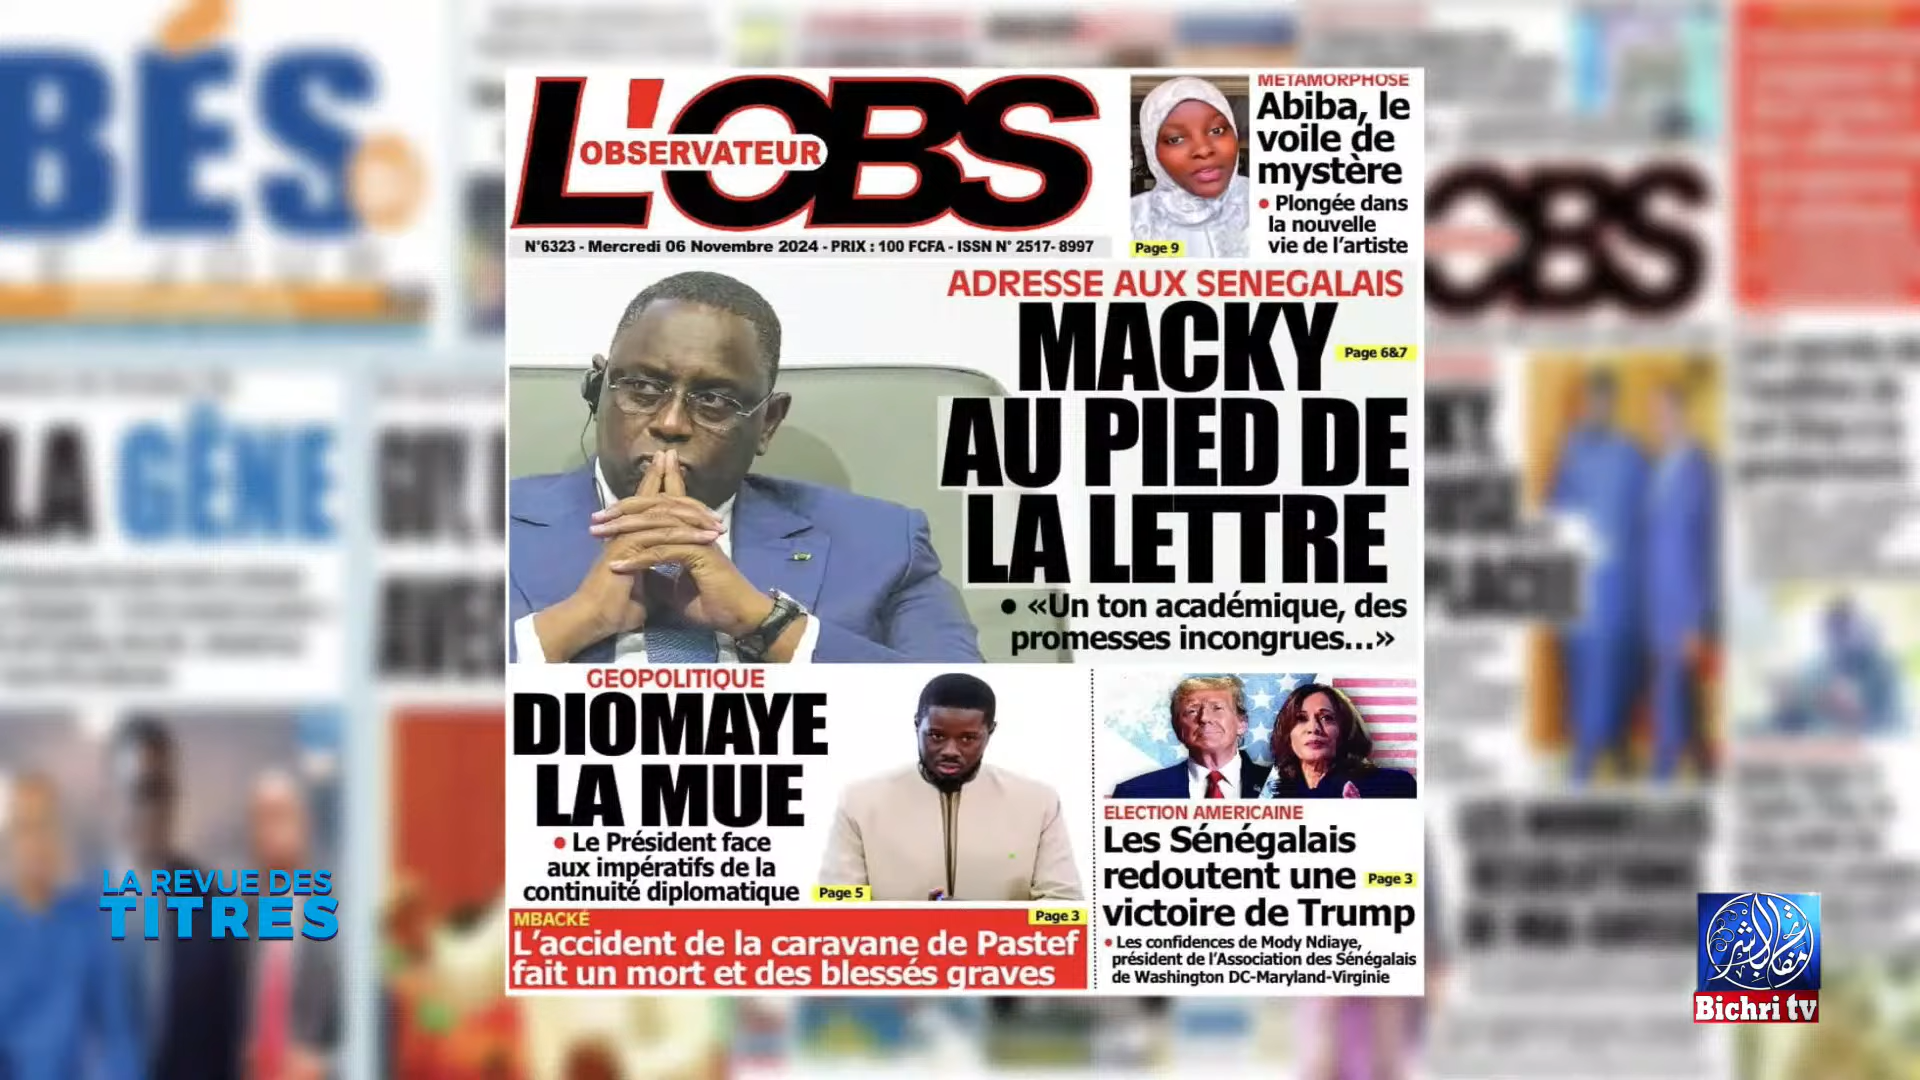 L'OBS
OBSERVATEUR
N°6323 - Mercredi 06 Novembre 2024 - PRIX : 100 FCFA - ISSN N° 2517- 8997
METAMORPHOSE
Abiba, le
voile de
mystère
• Plongée dans
la nouvelle
vie de l'artiste
Page 9
ADRESSE AUX SENEGALAIS
MACKY
Page 6&7
AU PIED DE
LA LETTRE
• «Un ton académique, des
promesses incongrues...»
GEOPOLITIQUE
DIOMAYE
LA MUE
• Le Président face
aux impératifs de la
continuité diplomatique
Page 5
MBACKÉ
Page 3
L'accident de la caravane de Pastef
fait un mort et des blessés graves
ELECTION AMERICAINE
Les Sénégalais
redoutent une
Page 3
victoire de Trump
• Les confidences de Mody Ndiaye,
président de l'Association des Sénégalais
de Washington DC-Maryland-Virginie
BÉS
LA GÊNE
OBS
LA REVUE DES
TITRES
Bichri tv